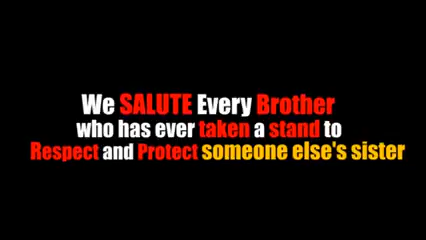 We SALUTE Every Brother
who has ever taken a stand to
Respect and Protect someone else's sister